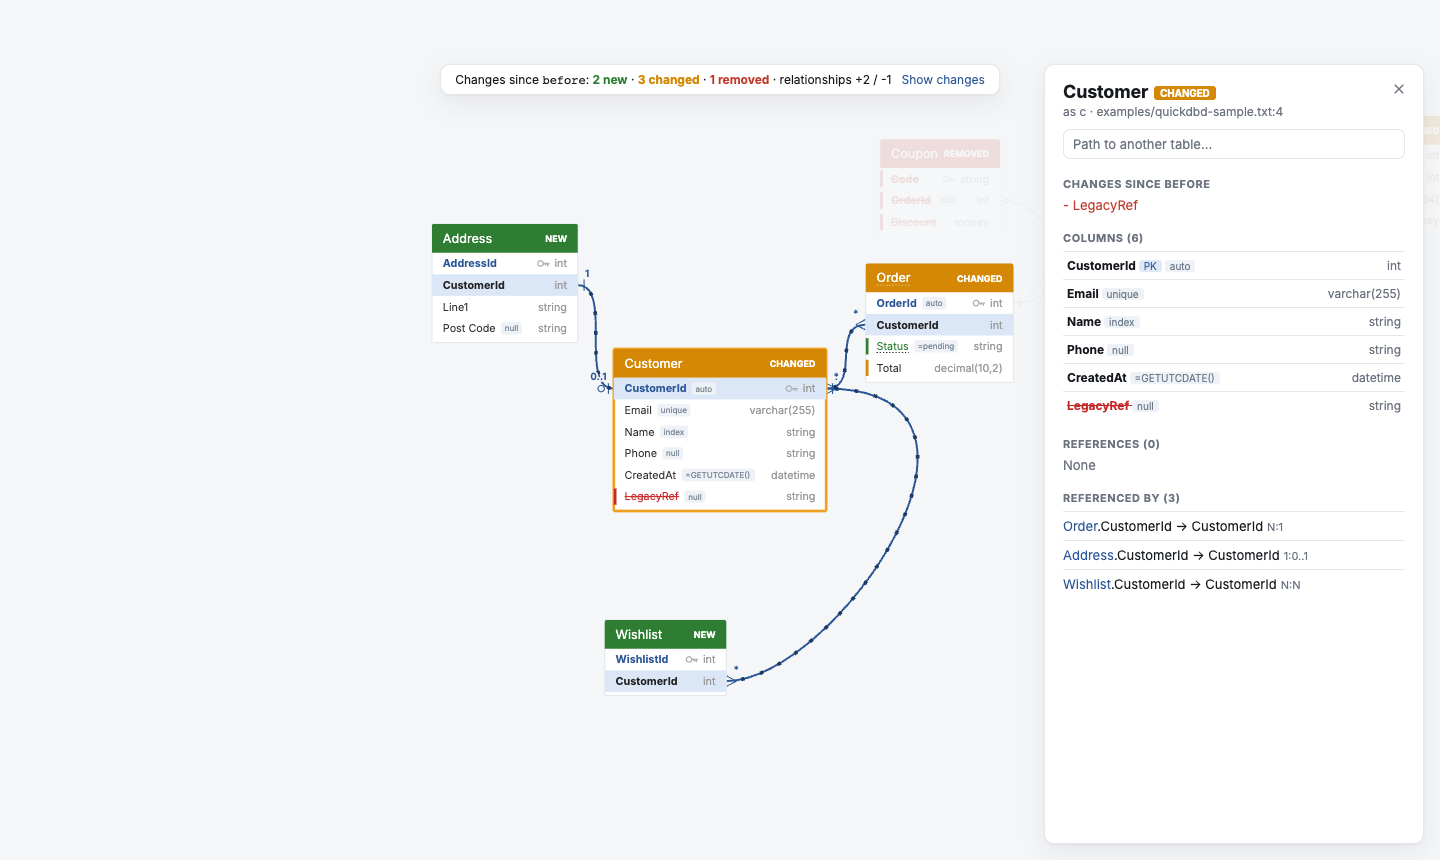 Changes since before: 2 new · 3 changed · 1 removed · relationships +2 / -1 Show changes
Coupon REMOVED
Code string
OrderId null int
Discount money
Address NEW
AddressId int
CustomerId int
Line1 string
Post Code null string
1
0..1
Order CHANGED
OrderId auto int
CustomerId int
Status =pending string
Total decimal(10,2)
*
Customer CHANGED
CustomerId auto int
Email unique varchar(255)
Name index string
Phone null string
CreatedAt =GETUTCDATE() datetime
LegacyRef null string
*
Wishlist NEW
WishlistId int
CustomerId int
*
Customer CHANGED
as c · examples/quickdbd-sample.txt:4
Path to another table...
CHANGES SINCE BEFORE
- LegacyRef
COLUMNS (6)
CustomerId PK auto int
Email unique varchar(255)
Name index string
Phone null string
CreatedAt =GETUTCDATE() datetime
LegacyRef null string
REFERENCES (0)
None
REFERENCED BY (3)
Order.CustomerId → CustomerId N:1
Address.CustomerId → CustomerId 1:0..1
Wishlist.CustomerId → CustomerId N:N